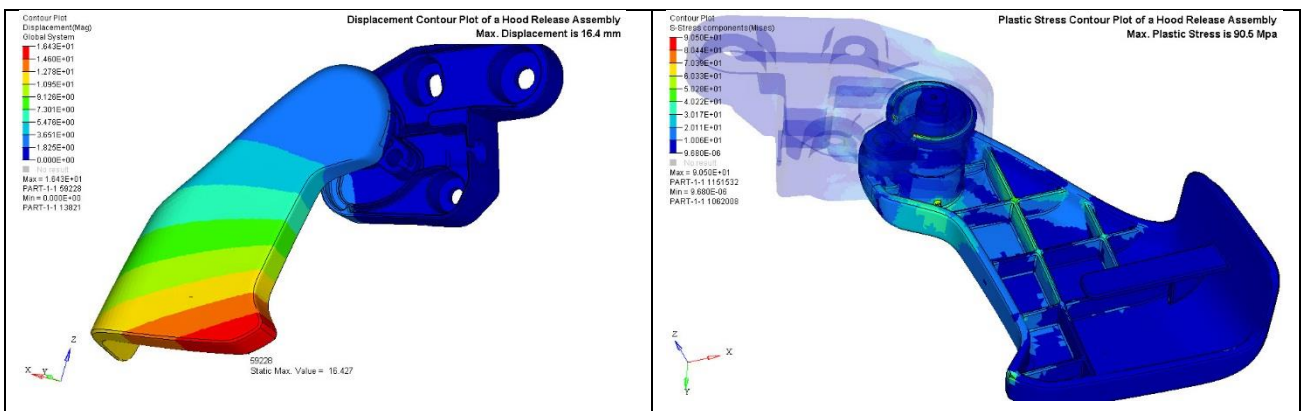 Contour Plot
Displacement(Mag)
Global System
1.643E+01
1.460E+01
1.278E+01
1.095E+01
9.126E+00
7.301E+00
5.476E+00
3.651E+00
1.825E+00
0.000E+00
No result
Max = 1.643E+01
PART-1-1 59228
Min = 0.000E+00
PART-1-1 13821
Displacement Contour Plot of a Hood Release Assembly
Max. Displacement is 16.4 mm
Z
X
Y
59228
Static Max. Value = 16.427
Contour Plot
S-Stress components(Mises)
9.050E+01
8.044E+01
7.039E+01
6.033E+01
5.028E+01
4.022E+01
3.017E+01
2.011E+01
1.006E+01
9.680E-06
No result
Max = 9.050E+01
PART-1-1 1151532
Min = 9.680E-06
PART-1-1 1062008
Plastic Stress Contour Plot of a Hood Release Assembly
Max. Plastic Stress is 90.5 Mpa
Z
X
Y